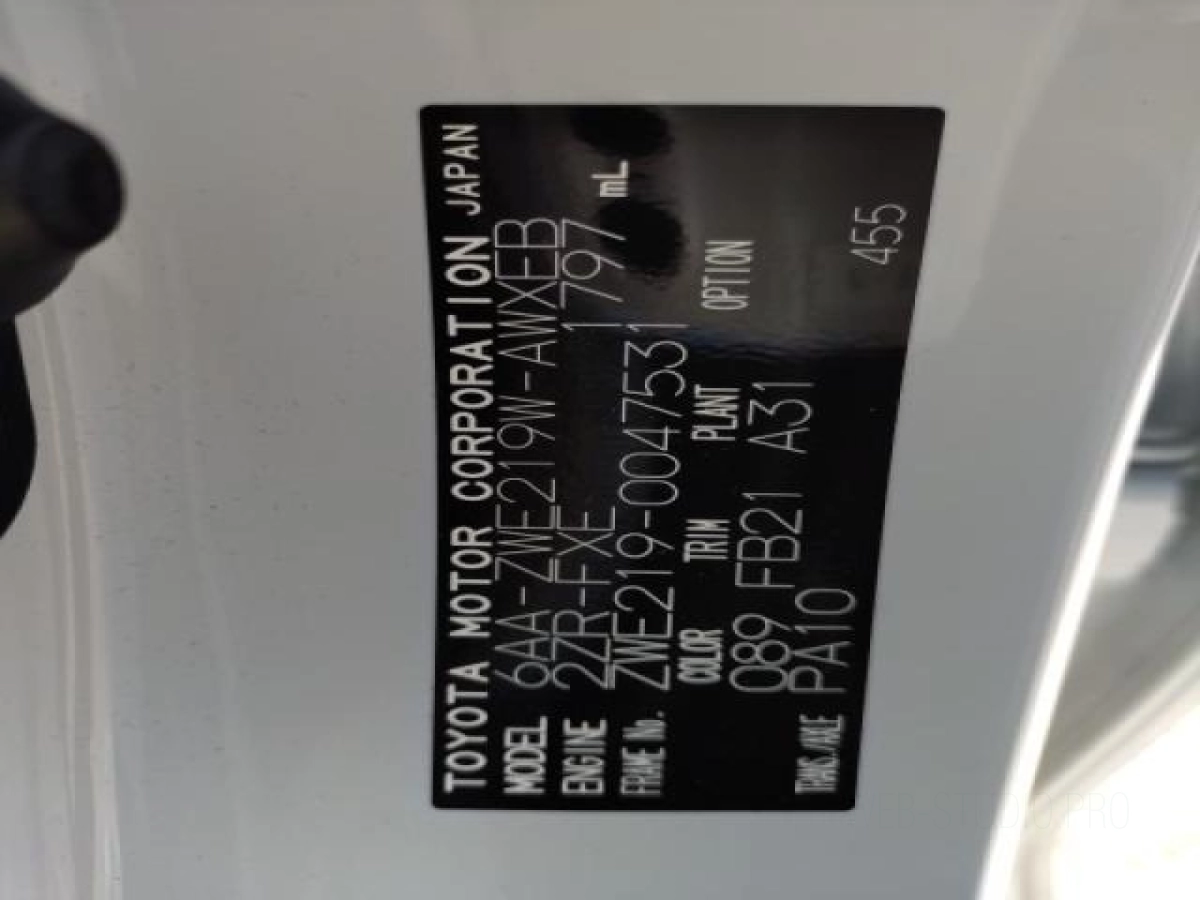 TOYOTA MOTOR CORPORATION JAPAN
MODEL 6AA-ZWE219W-AWXEB
ENGINE 2ZR-FXE 1797 mL
FRAME No. ZWE219-0047531
COLOR TRIM PLANT OPTION
089 FB21 A31
TRANS./AXLE PA10
455
PRO